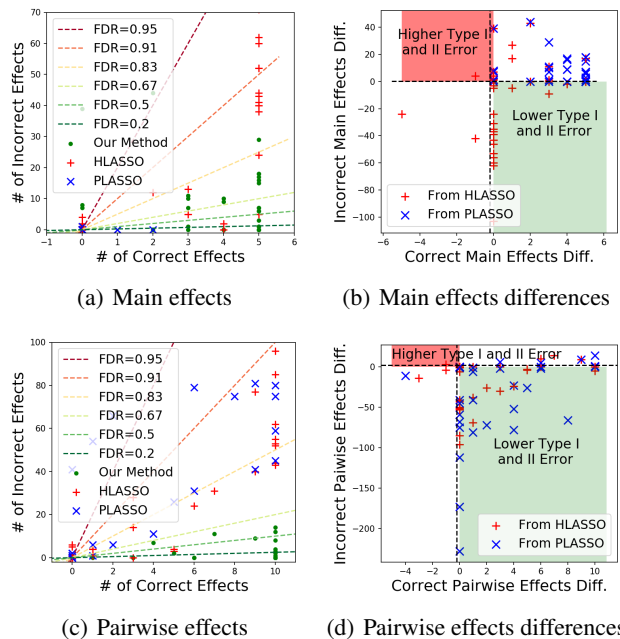 70
60
50
40
30
20
10
0
# of Incorrect Effects
FDR=0.95
FDR=0.91
FDR=0.83
FDR=0.67
FDR=0.5
FDR=0.2
Our Method
HLASSO
PLASSO
−1 0 1 2 3 4 5 6
# of Correct Effects
(a) Main effects
40
20
0
−20
−40
−60
−80
−100
Incorrect Main Effects Diff.
Higher Type I
and II Error
Lower Type I
and II Error
From HLASSO
From PLASSO
−6 −4 −2 0 2 4 6
Correct Main Effects Diff.
(b) Main effects differences
100
80
60
40
20
0
# of Incorrect Effects
FDR=0.95
FDR=0.91
FDR=0.83
FDR=0.67
FDR=0.5
FDR=0.2
Our Method
HLASSO
PLASSO
0 2 4 6 8 10
# of Correct Effects
(c) Pairwise effects
0
−50
−100
−150
−200
Incorrect Paiwise Effects Diff.
Higher Type I and II Error
Lower Type I
and II Error
From HLASSO
From PLASSO
−4 −2 0 2 4 6 8 10
Correct Pairwise Effects Diff.
(d) Pairwise effects differences